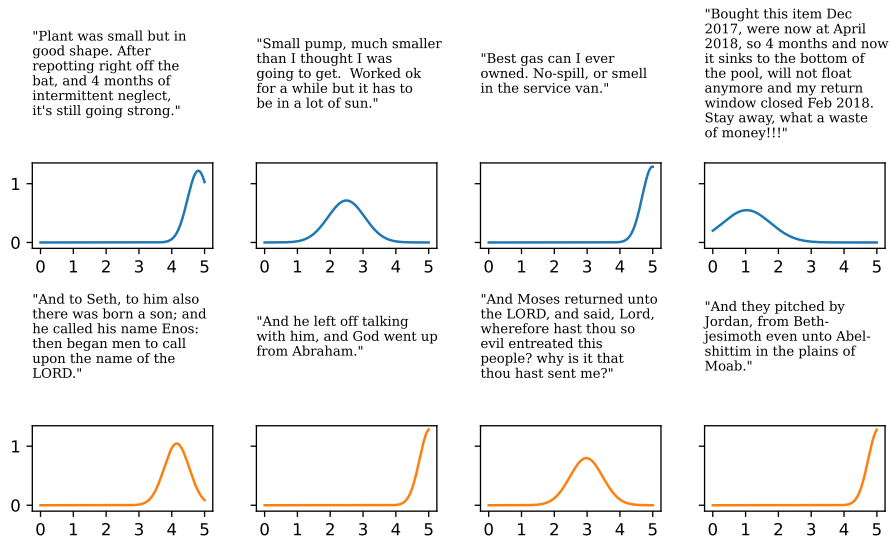 "Plant was small but in
good shape. After
repotting right off the
bat, and 4 months of
intermittent neglect,
it's still going strong."
"Small pump, much smaller
than I thought I was
going to get.  Worked ok
for a while but it has to
be in a lot of sun."
"Best gas can I ever
owned. No-spill, or smell
in the service van."
"Bought this item Dec
2017, were now at April
2018, so 4 months and now
it sinks to the bottom of
the pool, will not float
anymore and my return
window closed Feb 2018.
Stay away, what a waste
of money!!!"
1
0
0 1 2 3 4 5
0 1 2 3 4 5
0 1 2 3 4 5
0 1 2 3 4 5
"And to Seth, to him also
there was born a son; and
he called his name Enos:
then began men to call
upon the name of the
LORD."
"And he left off talking
with him, and God went up
from Abraham."
"And Moses returned unto
the LORD, and said, Lord,
wherefore hast thou so
evil entreated this
people? why is it that
thou hast sent me?"
"And they pitched by
Jordan, from Beth-
jesimoth even unto Abel-
shittim in the plains of
Moab."
1
0
0 1 2 3 4 5
0 1 2 3 4 5
0 1 2 3 4 5
0 1 2 3 4 5